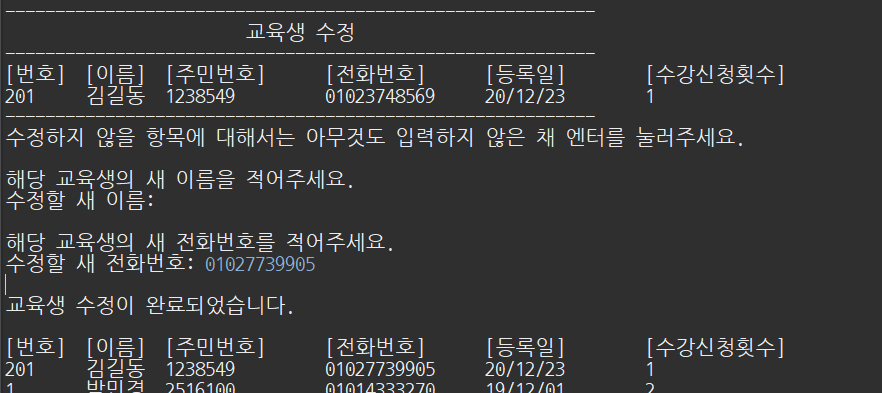 ------------------------------------------------------------
교육생 수정
------------------------------------------------------------
[번호] [이름] [주민번호] [전화번호] [등록일] [수강신청횟수]
201 김길동 1238549 01023748569 20/12/23 1
------------------------------------------------------------
수정하지 않을 항목에 대해서는 아무것도 입력하지 않은 채 엔터를 눌러주세요.
해당 교육생의 새 이름을 적어주세요.
수정할 새 이름:
해당 교육생의 새 전화번호를 적어주세요.
수정할 새 전화번호: 01027739905
교육생 수정이 완료되었습니다.
[번호] [이름] [주민번호] [전화번호] [등록일] [수강신청횟수]
201 김길동 1238549 01027739905 20/12/23 1
1 박민경 2516100 01014333270 19/12/01 2